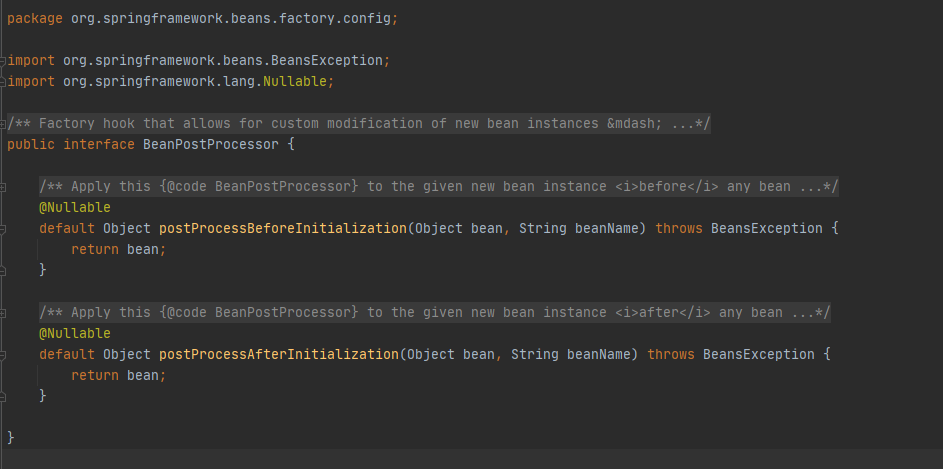 package org.springframework.beans.factory.config;
import org.springframework.beans.BeansException;
import org.springframework.lang.Nullable;
/** Factory hook that allows for custom modification of new bean instances &mdash; ...*/
public interface BeanPostProcessor {
/** Apply this {@code BeanPostProcessor} to the given new bean instance <i>before</i> any bean ...*/
@Nullable
default Object postProcessBeforeInitialization(Object bean, String beanName) throws BeansException {
return bean;
}
/** Apply this {@code BeanPostProcessor} to the given new bean instance <i>after</i> any bean ...*/
@Nullable
default Object postProcessAfterInitialization(Object bean, String beanName) throws BeansException {
return bean;
}
}